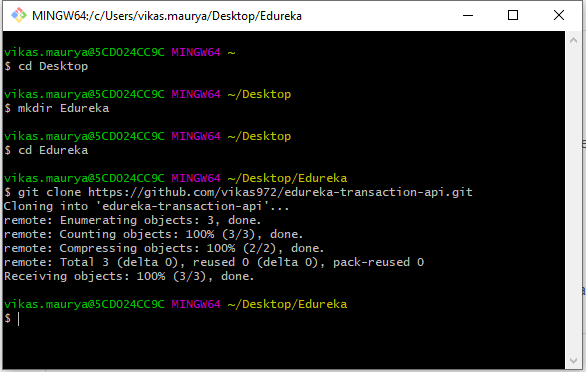 MINGW64:/c/Users/vikas.maurya/Desktop/Edureka
vikas.maurya@5CD024CC9C MINGW64 ~
$ cd Desktop
vikas.maurya@5CD024CC9C MINGW64 ~/Desktop
$ mkdir Edureka
vikas.maurya@5CD024CC9C MINGW64 ~/Desktop
$ cd Edureka
vikas.maurya@5CD024CC9C MINGW64 ~/Desktop/Edureka
$ git clone https://github.com/vikas972/edureka-transaction-api.git
Cloning into 'edureka-transaction-api'...
remote: Enumerating objects: 3, done.
remote: Counting objects: 100% (3/3), done.
remote: Compressing objects: 100% (2/2), done.
remote: Total 3 (delta 0), reused 0 (delta 0), pack-reused 0
Receiving objects: 100% (3/3), done.
vikas.maurya@5CD024CC9C MINGW64 ~/Desktop/Edureka
$